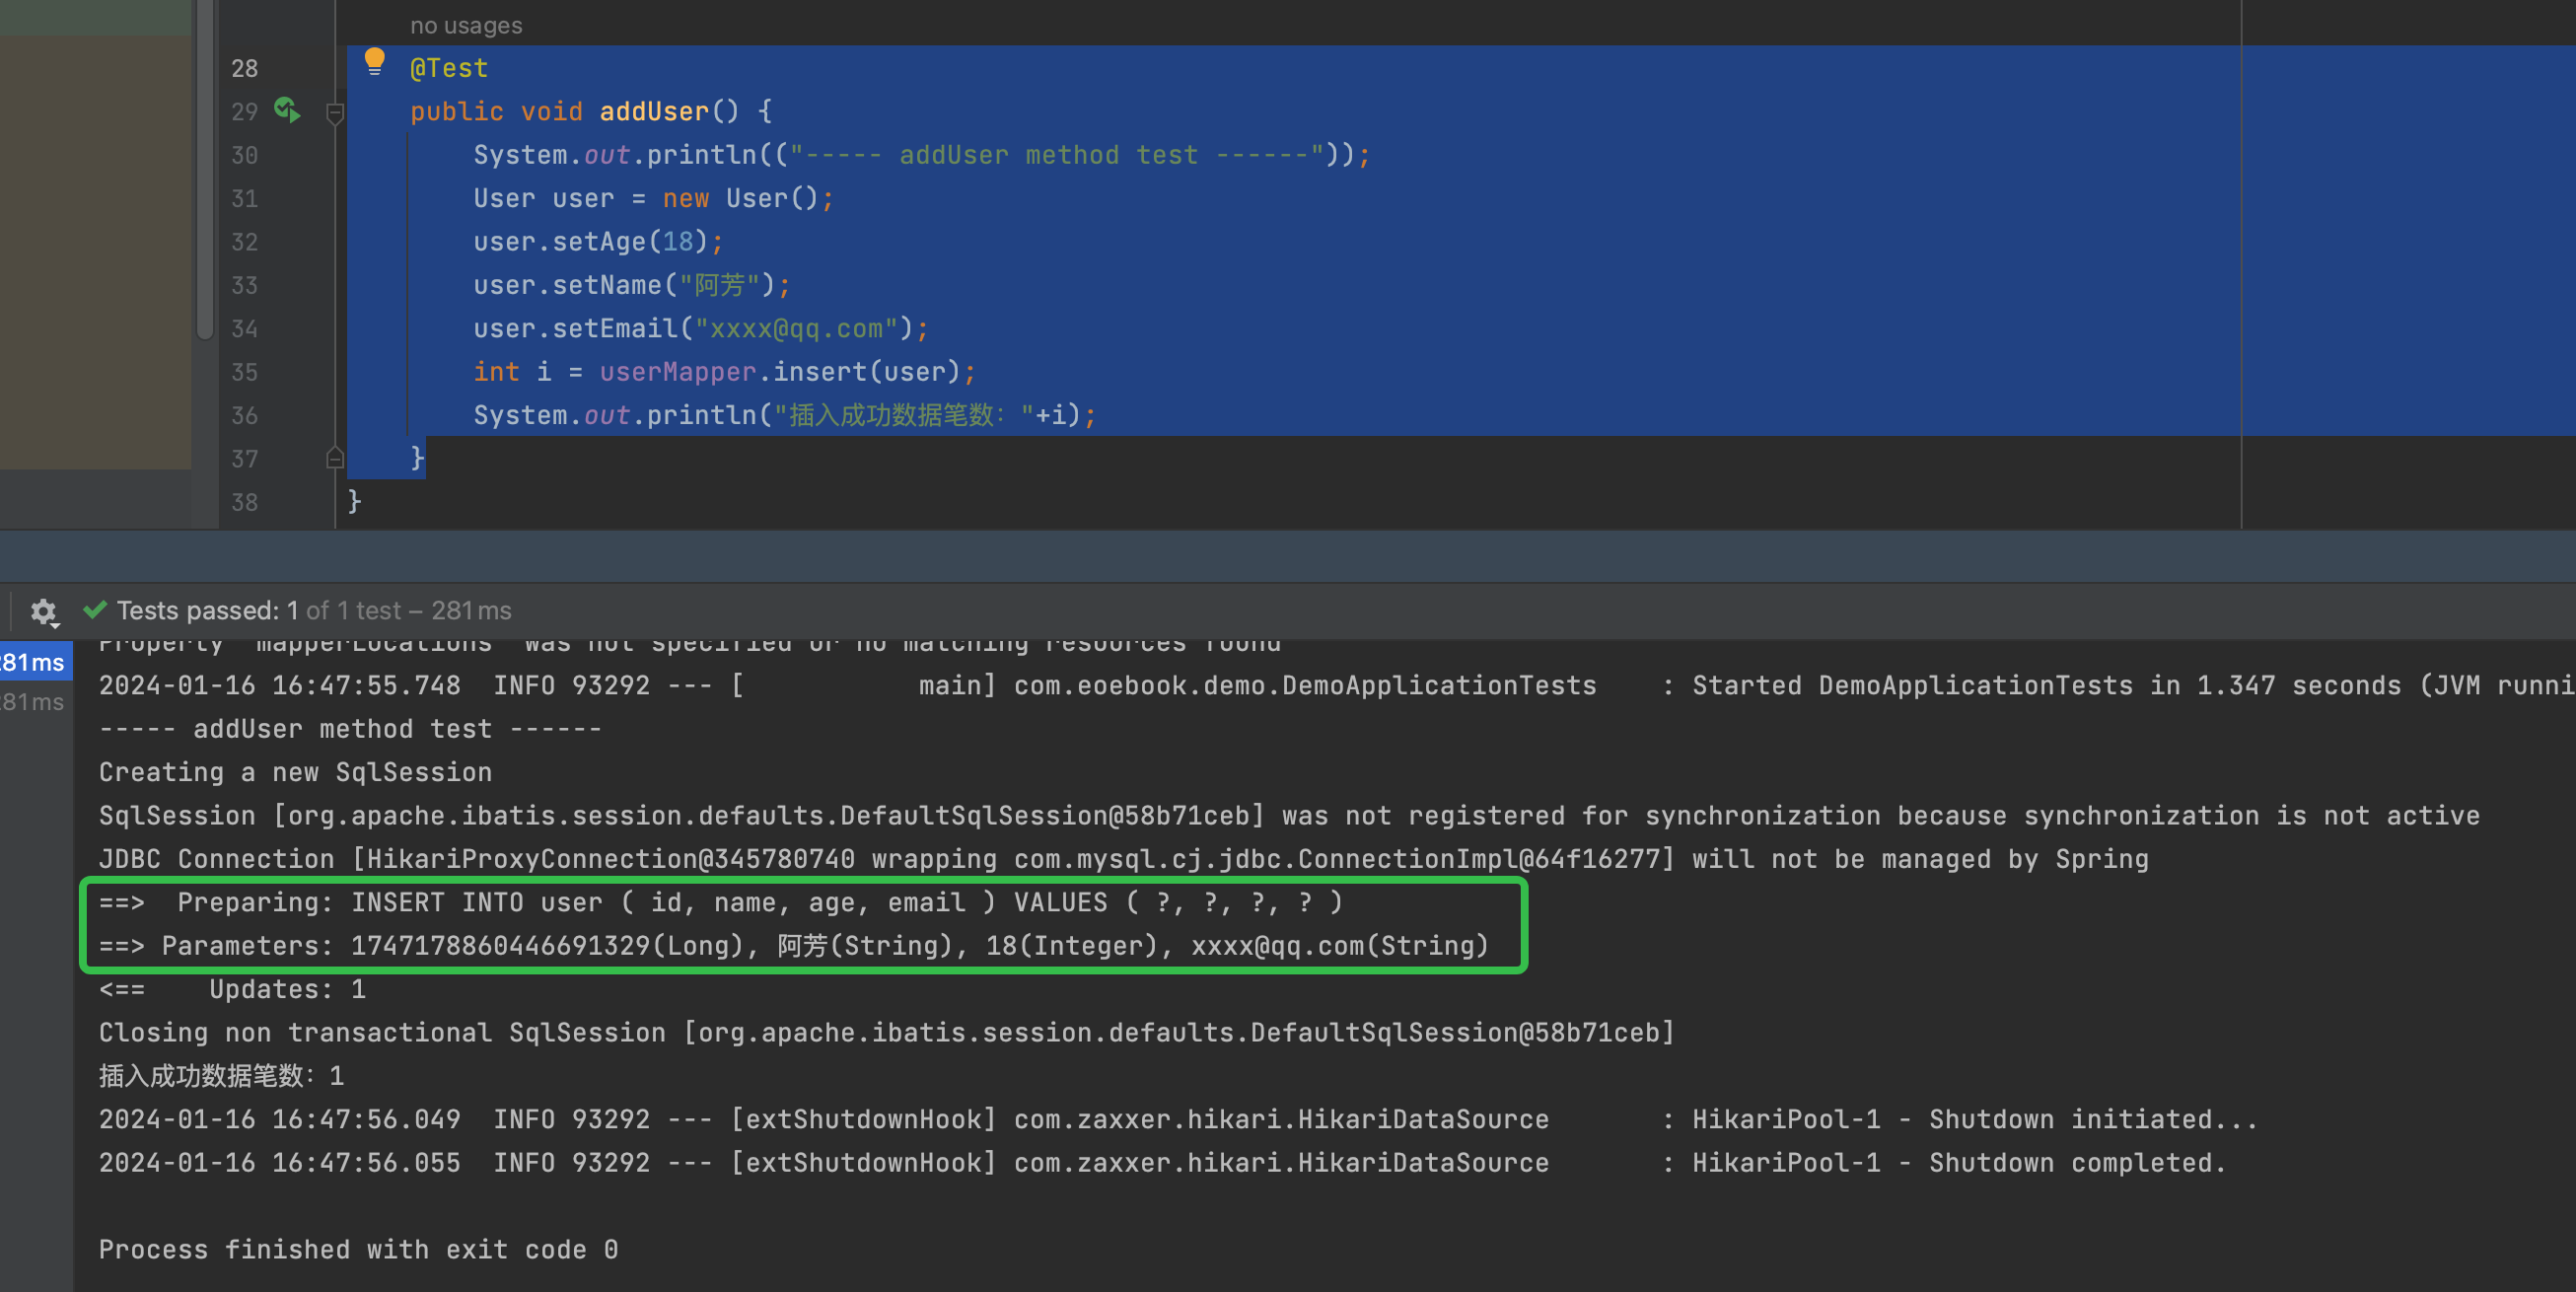 no usages
28 @Test
29 public void addUser() {
30 System.out.println(("----- addUser method test ------"));
31 User user = new User();
32 user.setAge(18);
33 user.setName("阿芳");
34 user.setEmail("xxxx@qq.com");
35 int i = userMapper.insert(user);
36 System.out.println("插入成功数据笔数："+i);
37 }
38 }
Tests passed: 1 of 1 test – 281 ms
Property mapperLocations was not specified or no matching resources found
81 ms
2024-01-16 16:47:55.748  INFO 93292 --- [           main] com.eoebook.demo.DemoApplicationTests    : Started DemoApplicationTests in 1.347 seconds (JVM runni
81 ms
----- addUser method test ------
Creating a new SqlSession
SqlSession [org.apache.ibatis.session.defaults.DefaultSqlSession@58b71ceb] was not registered for synchronization because synchronization is not active
JDBC Connection [HikariProxyConnection@345780740 wrapping com.mysql.cj.jdbc.ConnectionImpl@64f16277] will not be managed by Spring
==>  Preparing: INSERT INTO user ( id, name, age, email ) VALUES ( ?, ?, ?, ? )
==> Parameters: 1747178860446691329(Long), 阿芳(String), 18(Integer), xxxx@qq.com(String)
<==    Updates: 1
Closing non transactional SqlSession [org.apache.ibatis.session.defaults.DefaultSqlSession@58b71ceb]
插入成功数据笔数：1
2024-01-16 16:47:56.049  INFO 93292 --- [extShutdownHook] com.zaxxer.hikari.HikariDataSource       : HikariPool-1 - Shutdown initiated...
2024-01-16 16:47:56.055  INFO 93292 --- [extShutdownHook] com.zaxxer.hikari.HikariDataSource       : HikariPool-1 - Shutdown completed.
Process finished with exit code 0